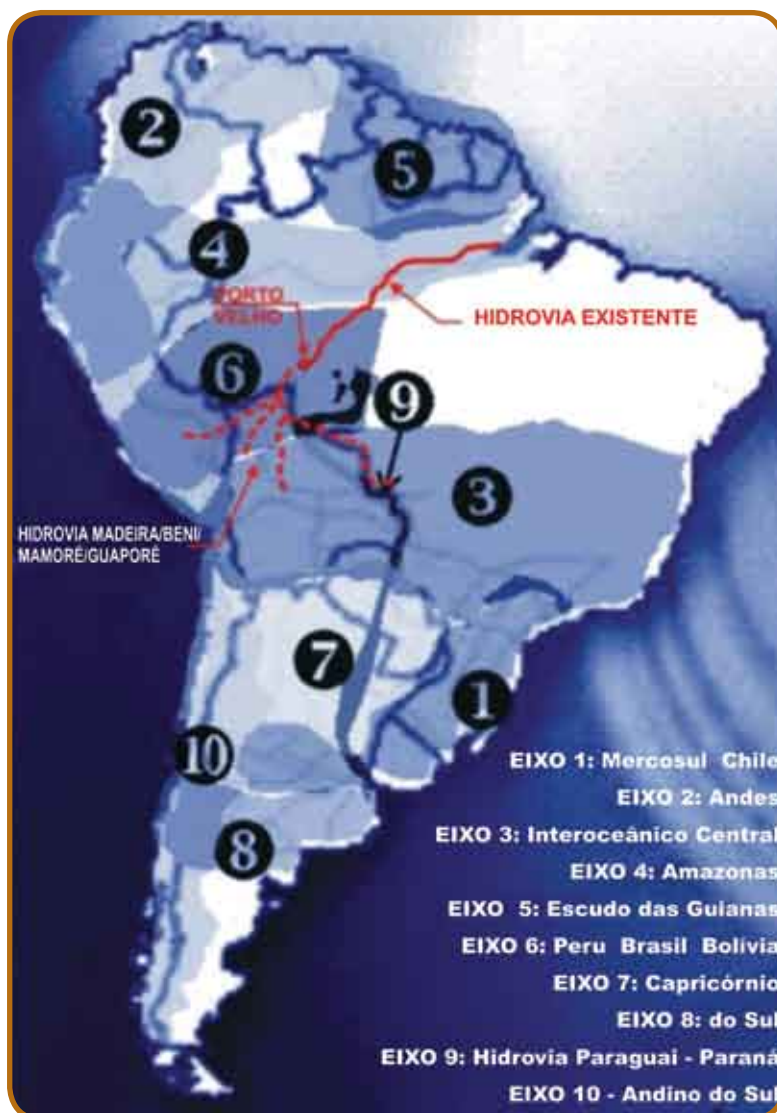 2
5
4
PORTO
VELHO
HIDROVIA EXISTENTE
6
9
3
HIDROVIA MADEIRA/BENI/
MAMORÉ/GUAPORÉ
7
1
10
8
EIXO 1: Mercosul Chile
EIXO 2: Andes
EIXO 3: Interoceânico Central
EIXO 4: Amazonas
EIXO 5: Escudo das Guianas
EIXO 6: Peru Brasil Bolívia
EIXO 7: Capricórnio
EIXO 8: do Sul
EIXO 9: Hidrovia Paraguai - Paraná
EIXO 10 - Andino do Sul